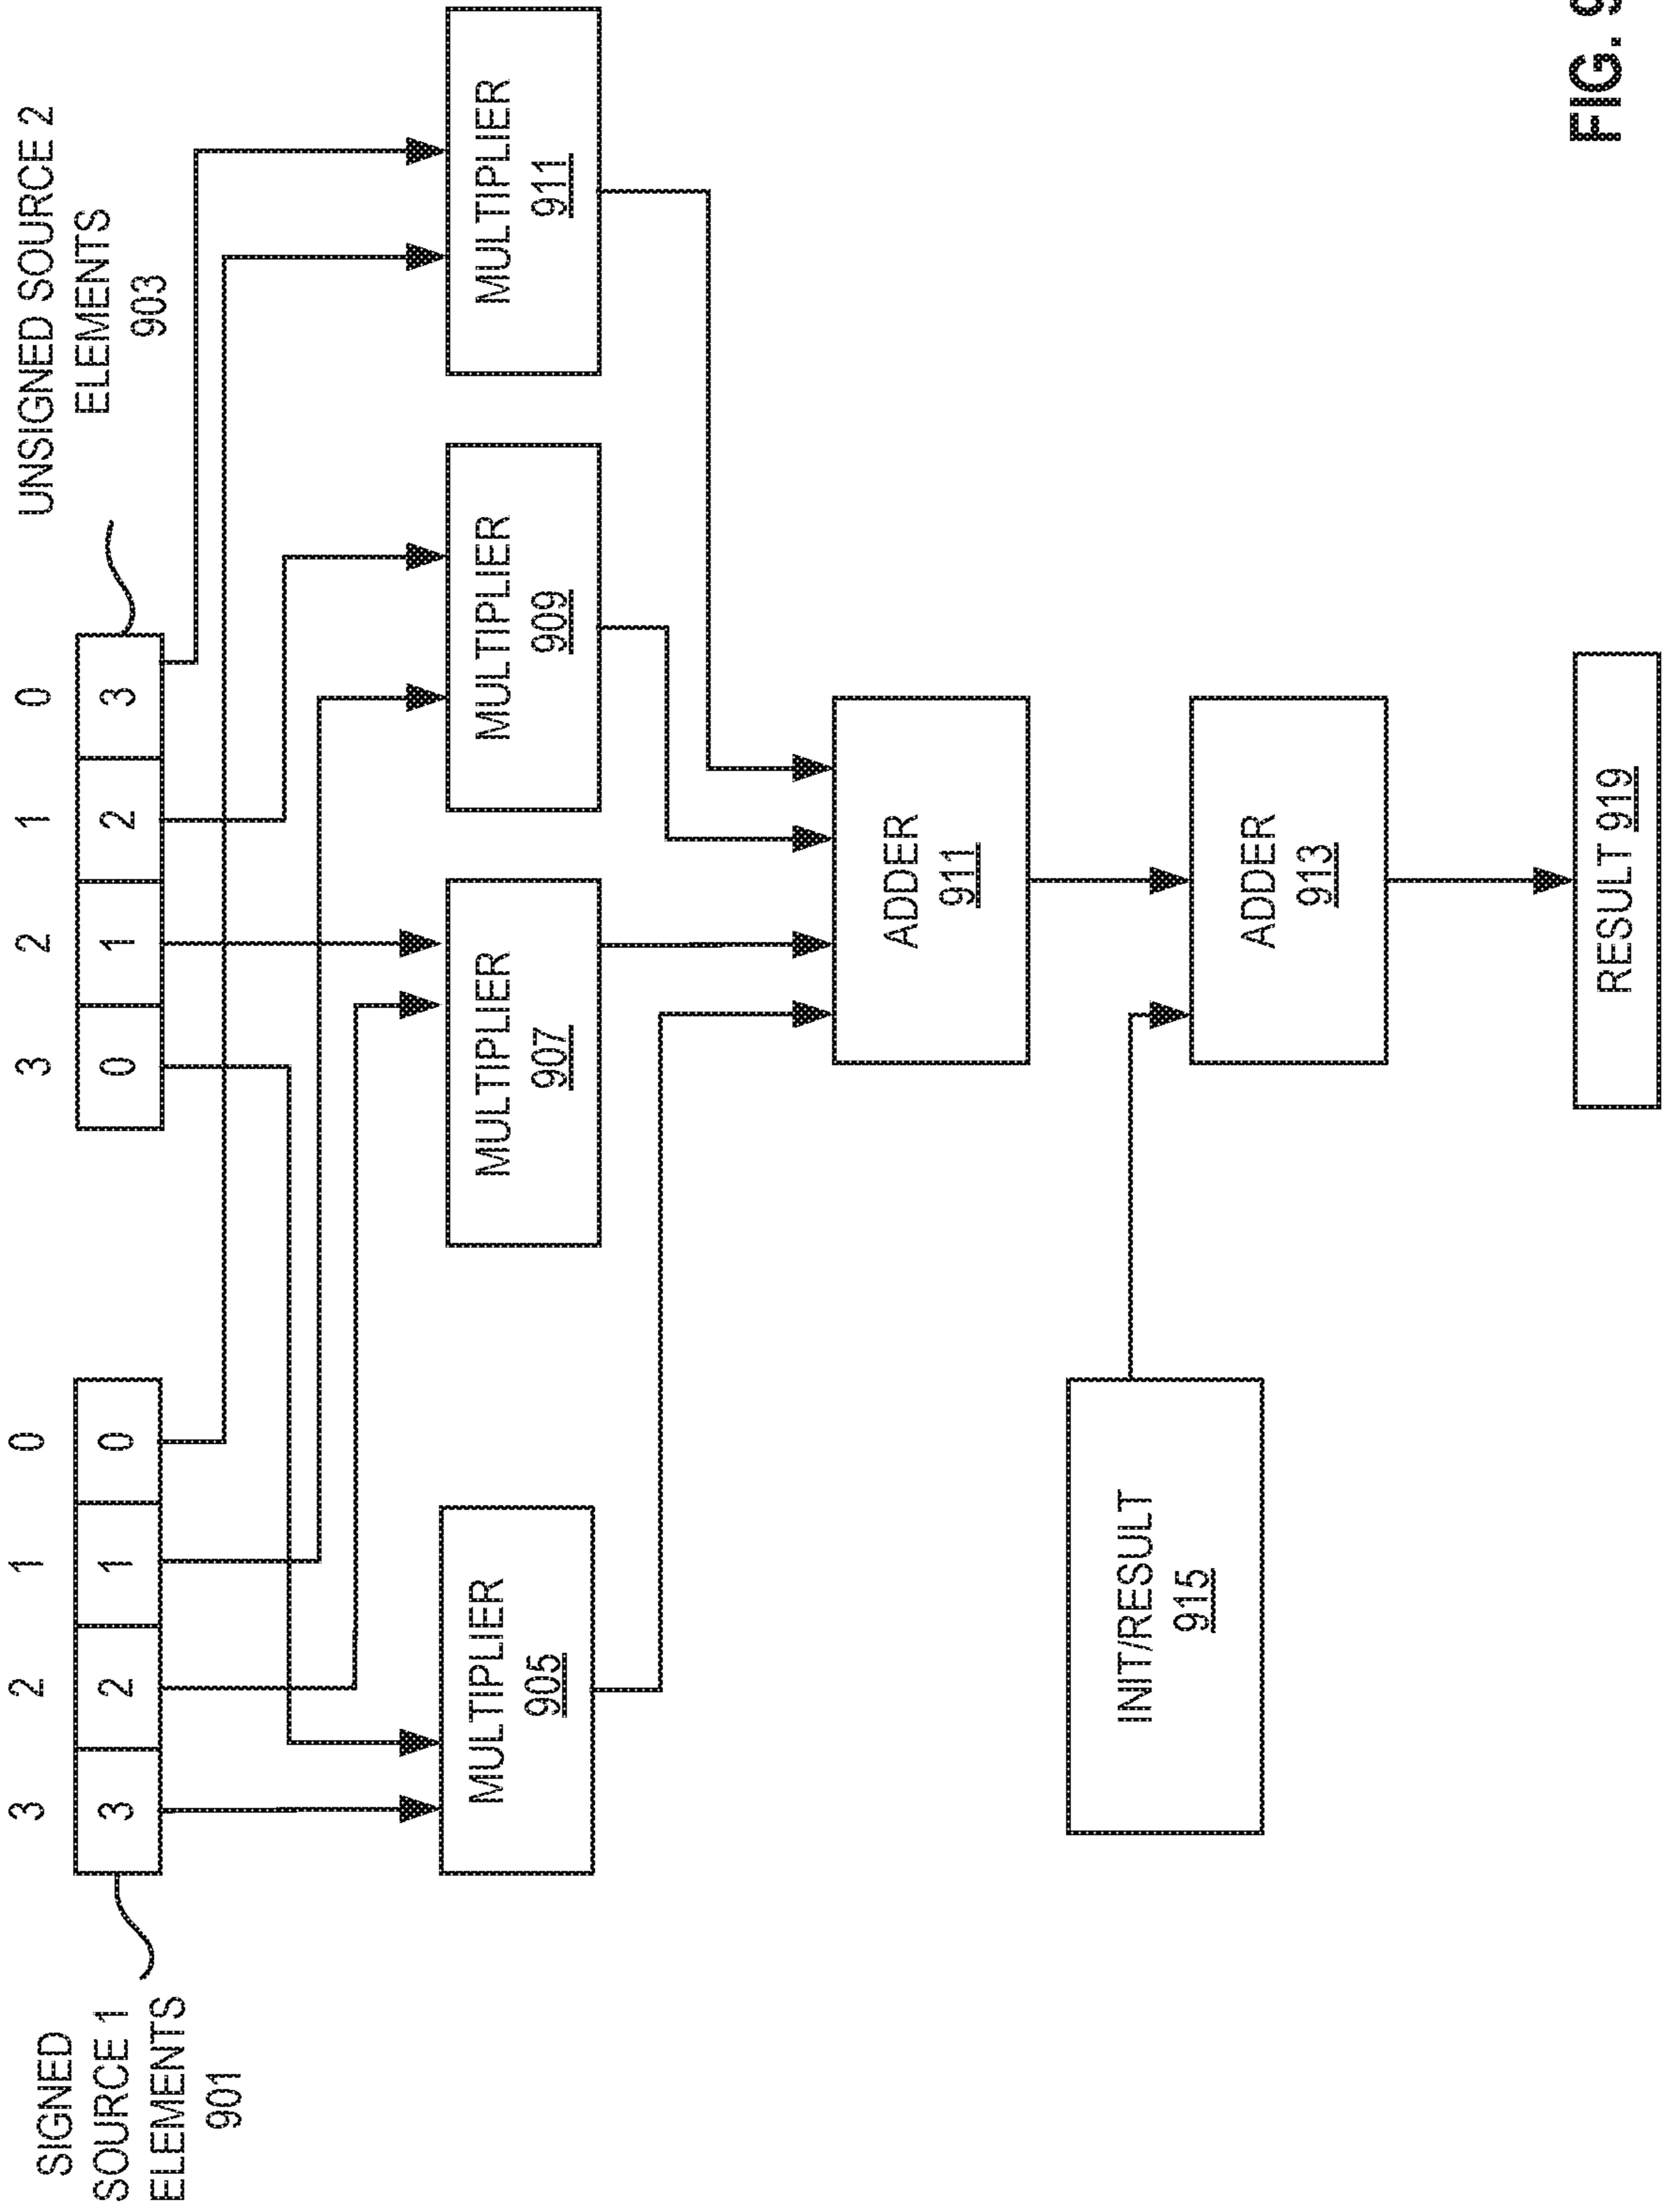 SIGNED
SOURCE 1
ELEMENTS
901
3 2 1 0
3 2 1 0
UNSIGNED SOURCE 2
ELEMENTS
903
3 2 1 0
0 1 2 3
MULTIPLIER
905
MULTIPLIER
907
MULTIPLIER
909
MULTIPLIER
911
ADDER
911
INIT/RESULT
915
ADDER
913
RESULT 919
FIG. 9